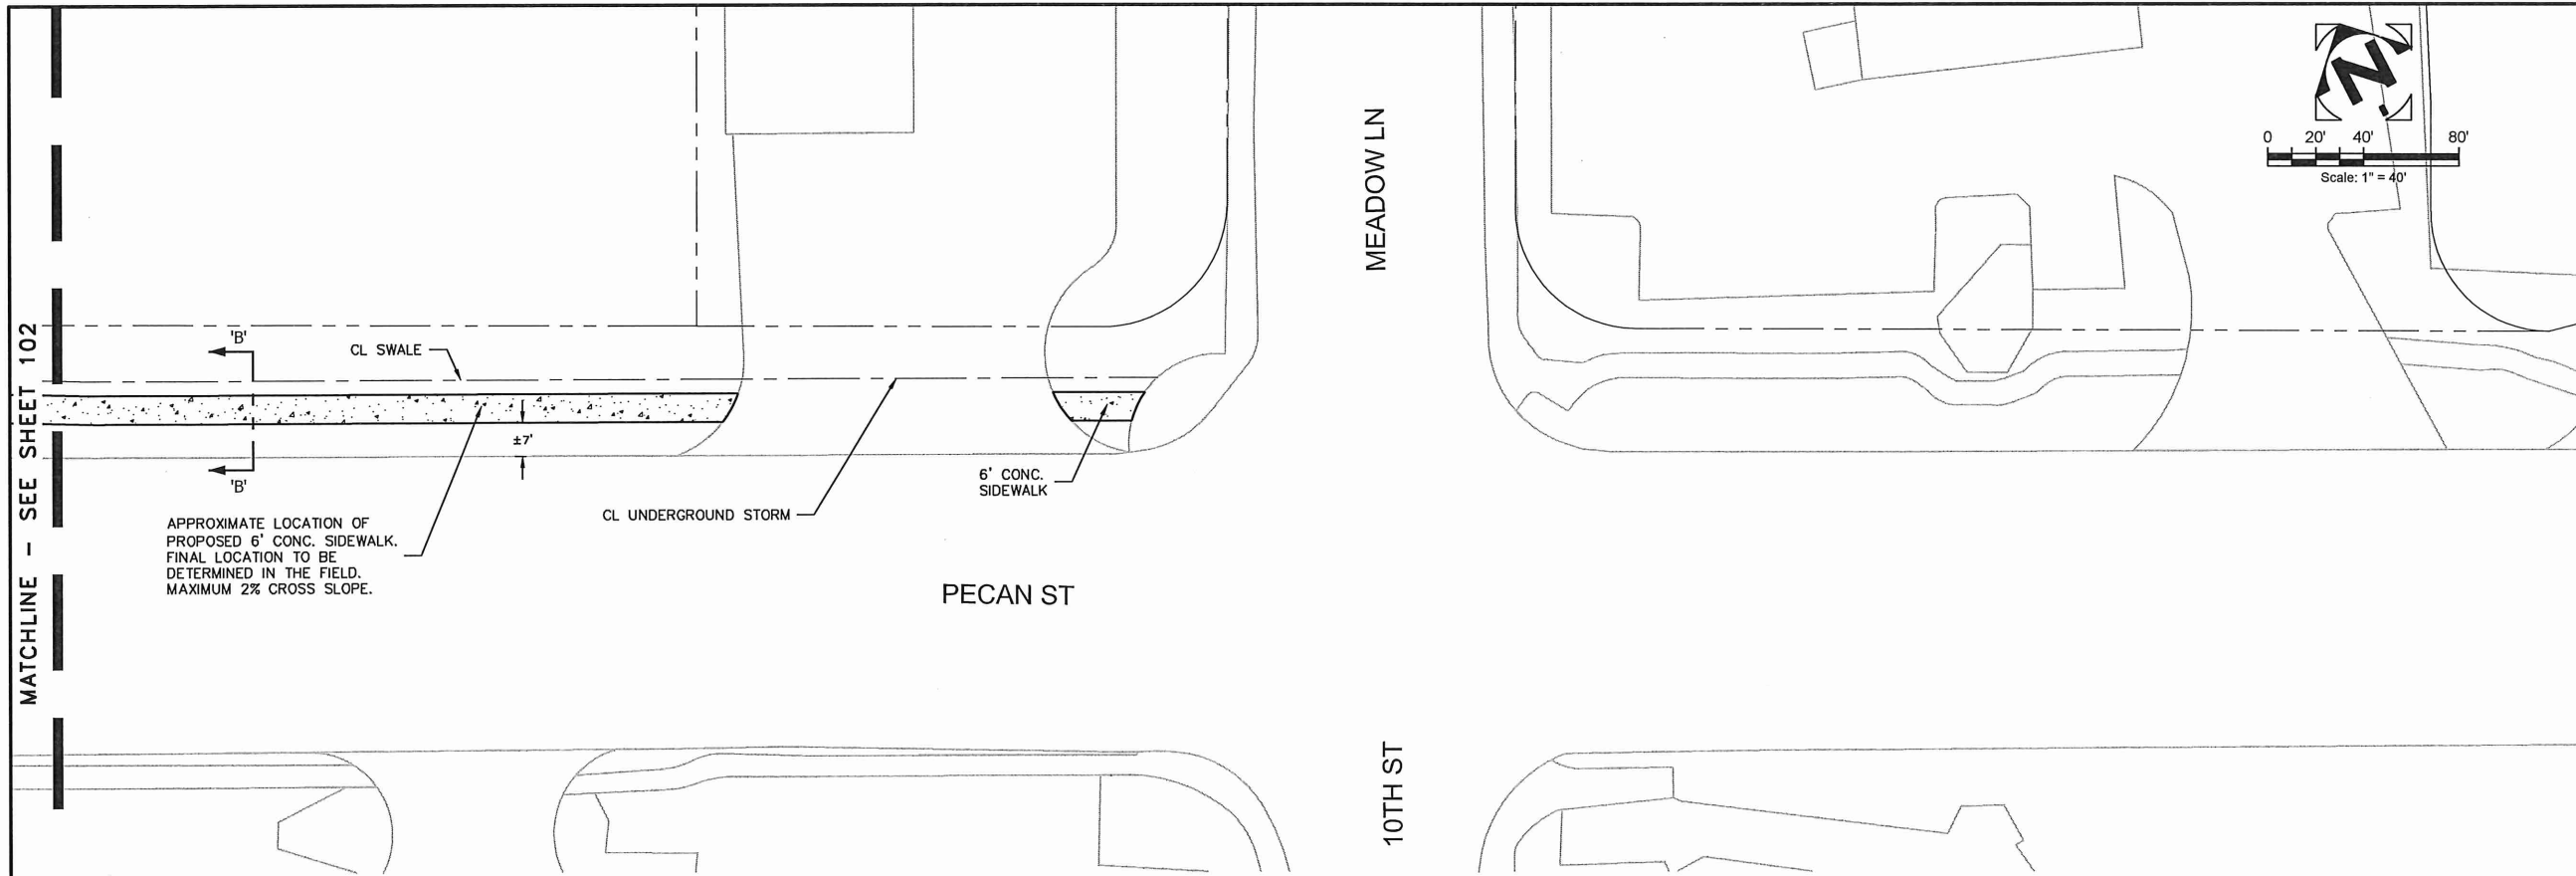 MEADOW LN
N
0 20' 40' 80'
Scale: 1" = 40'
MATCHLINE - SEE SHEET 102
'B'
CL SWALE
±7'
'B'
6' CONC.
SIDEWALK
CL UNDERGROUND STORM
APPROXIMATE LOCATION OF
PROPOSED 6' CONC. SIDEWALK.
FINAL LOCATION TO BE
DETERMINED IN THE FIELD.
MAXIMUM 2% CROSS SLOPE.
PECAN ST
10TH ST